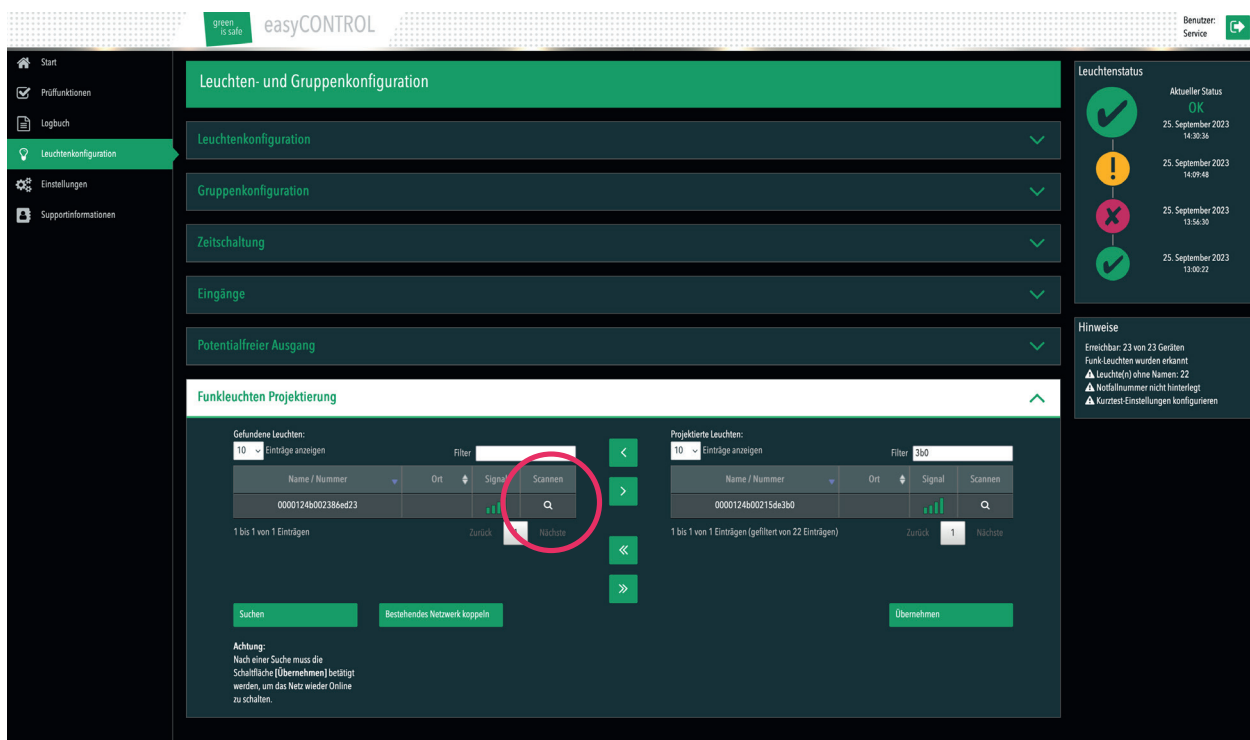 green
is safe
easyCONTROL
Benutzer:
Service
Start
Prüffunktionen
Logbuch
Leuchtenkonfiguration
Einstellungen
Supportinformationen
Leuchten- und Gruppenkonfiguration
Leuchtenkonfiguration
Gruppenkonfiguration
Zeitschaltung
Eingänge
Potentialfreier Ausgang
Funkleuchten Projektierung
Gefundene Leuchten:
10 Einträge anzeigen Filter
Name / Nummer Ort Signal Scannen
0000124b002386ed23
1 bis 1 von 1 Einträgen Zurück 1 Nächste
Suchen Bestehendes Netzwerk koppeln
Achtung:
Nach einer Suche muss die
Schaltfläche [Übernehmen] betätigt
werden, um das Netz wieder Online
zu schalten.
Projektierte Leuchten:
10 Einträge anzeigen Filter 3b0
Name / Nummer Ort Signal Scannen
0000124b00215de3b0
1 bis 1 von 1 Einträgen (gefiltert von 22 Einträgen) Zurück 1 Nächste
Übernehmen
Leuchtenstatus
Aktueller Status
OK
25. September 2023
14:30:36
25. September 2023
14:09:48
25. September 2023
13:56:30
25. September 2023
13:00:22
Hinweise
Erreichbar: 23 von 23 Geräten
Funk-Leuchten wurden erkannt
Leuchte(n) ohne Namen: 22
Notfallnummer nicht hinterlegt
Kurztest-Einstellungen konfigurieren